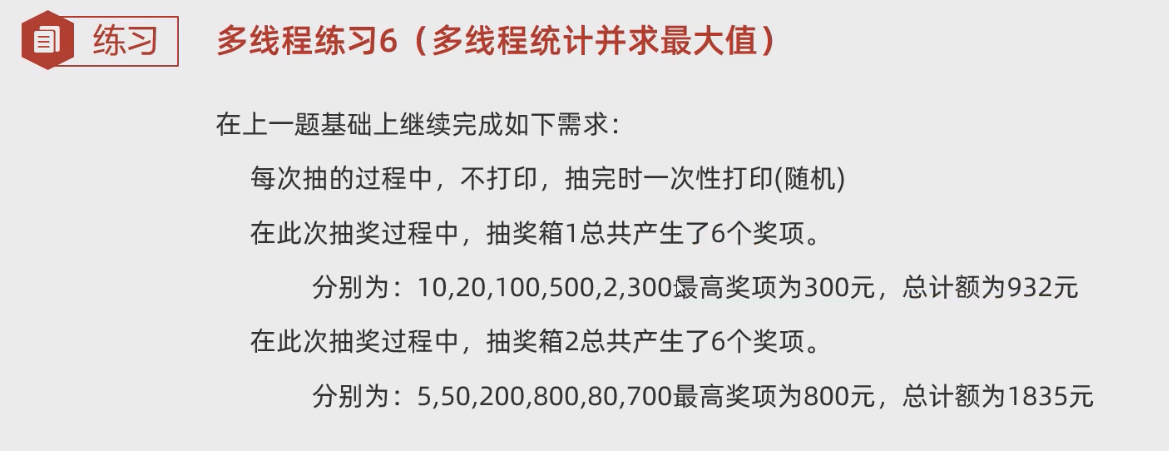 练习
多线程练习6（多线程统计并求最大值）
在上一题基础上继续完成如下需求：
每次抽的过程中，不打印，抽完时一次性打印(随机)
在此次抽奖过程中，抽奖箱1总共产生了6个奖项。
分别为：10,20,100,500,2,300最高奖项为300元，总计额为932元
在此次抽奖过程中，抽奖箱2总共产生了6个奖项。
分别为：5,50,200,800,80,700最高奖项为800元，总计额为1835元